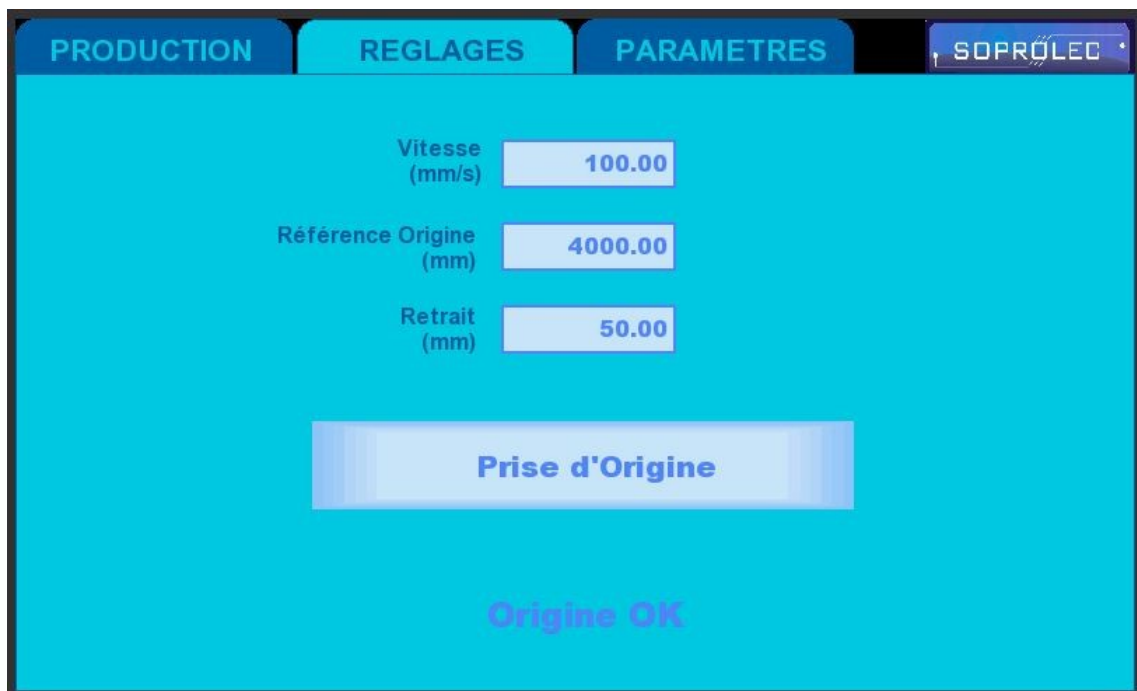 PRODUCTION
REGLAGES
PARAMETRES
SOPROLEC
Vitesse
(mm/s)
100.00
Référence Origine
(mm)
4000.00
Retrait
(mm)
50.00
Prise d'Origine
Origine OK